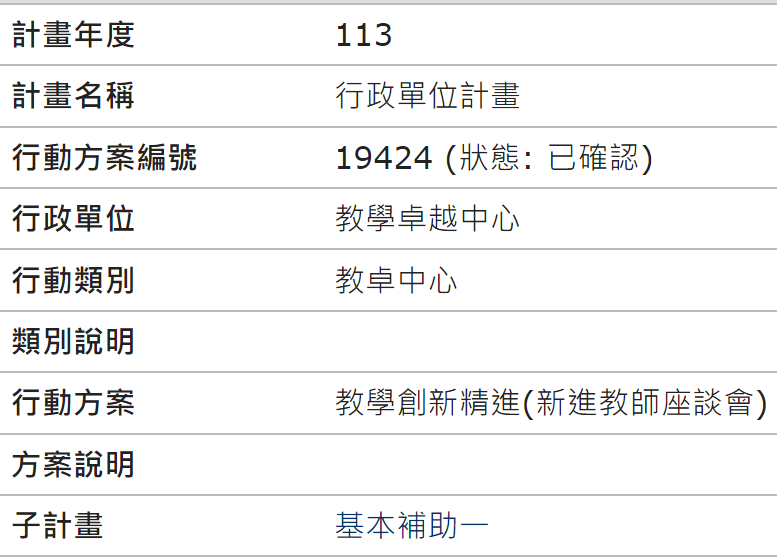 計畫年度 113
計畫名稱 行政單位計畫
行動方案編號 19424 (狀態: 已確認)
行政單位 教學卓越中心
行動類別 教卓中心
類別說明
行動方案 教學創新精進(新進教師座談會)
方案說明
子計畫 基本補助一